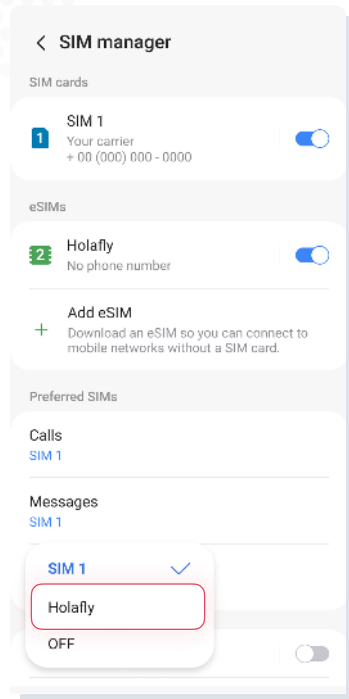 SIM manager
SIM cards
1
SIM 1
Your carrier
+ 00 (000) 000 - 0000
eSIMs
2
Holafly
No phone number
Add eSIM
Download an eSIM so you can connect to
mobile networks without a SIM card.
Preferred SIMs
Calls
SIM 1
Messages
SIM 1
SIM 1
Holafly
OFF